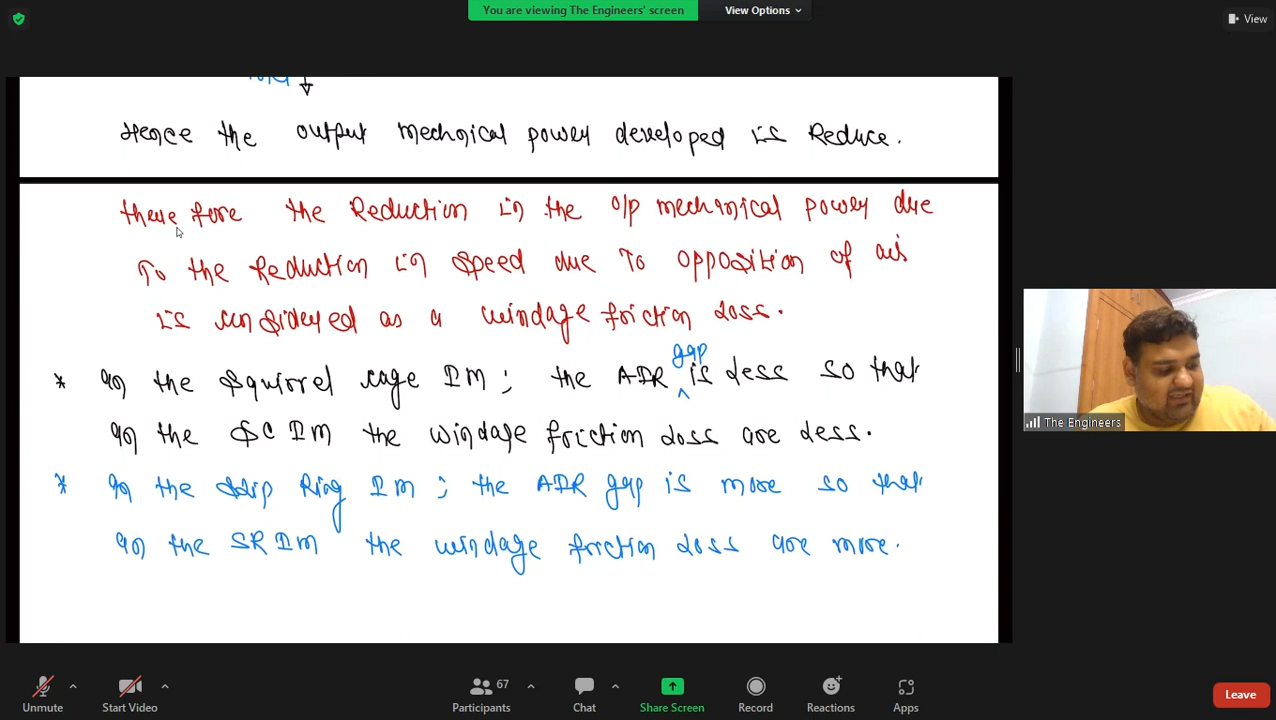 You are viewing The Engineers' screen
View Options
View
Hence the output mechnical power developed is Reduce.
there fore the Reduction in the o/p mechanical power due
To the Reduction in speed due To opposition of air
is considered as a windage friction Loss.
gap
* In the Squirrel cage IM ; the AIR ^ is Less so that
In the SCIM the windage friction Loss are Less.
* In the Slip Ring IM ; the AIR gap is more so that
In the SRIM the windage friction Loss are more.
The Engineers
Unmute
Start Video
67
Participants
Chat
Share Screen
Record
Reactions
Apps
Leave